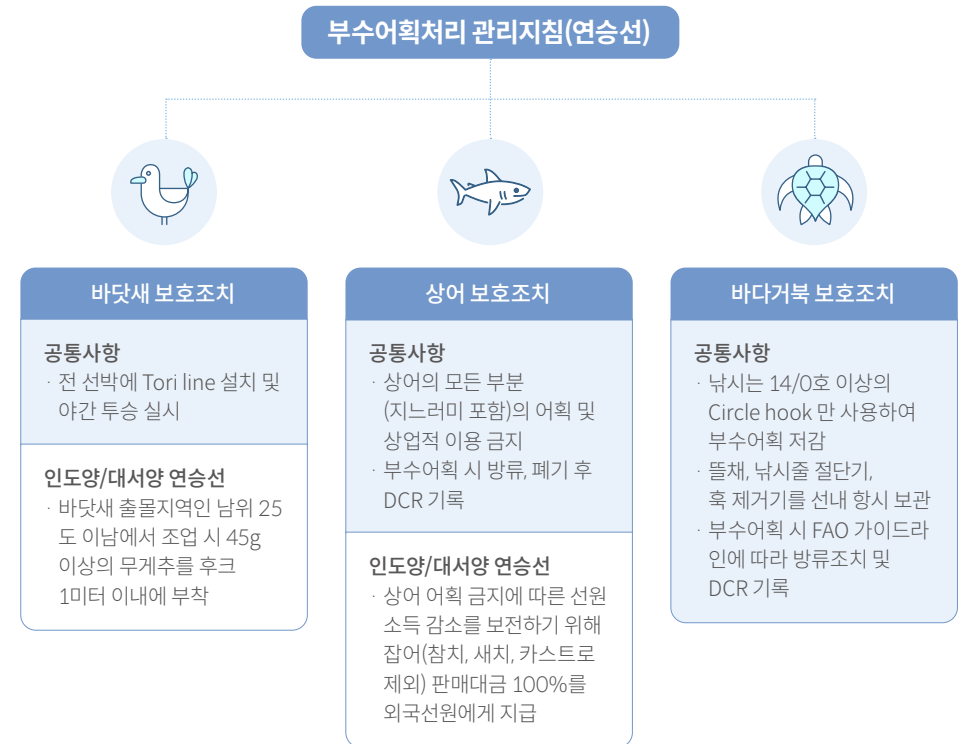 부수어획처리 관리지침(연승선)
바닷새 보호조치
공통사항
· 전 선박에 Tori line 설치 및
야간 투승 실시
인도양/대서양 연승선
· 바닷새 출몰지역인 남위 25
도 이남에서 조업 시 45g
이상의 무게추를 후크
1미터 이내에 부착
상어 보호조치
공통사항
· 상어의 모든 부분
(지느러미 포함)의 어획 및
상업적 이용 금지
· 부수어획 시 방류, 폐기 후
DCR 기록
인도양/대서양 연승선
· 상어 어획 금지에 따른 선원
소득 감소를 보전하기 위해
잡어(참치, 새치, 카스트로
제외) 판매대금 100%를
외국선원에게 지급
바다거북 보호조치
공통사항
· 낚시는 14/0호 이상의
Circle hook 만 사용하여
부수어획 저감
· 뜰채, 낚시줄 절단기,
훅 제거기를 선내 항시 보관
· 부수어획 시 FAO 가이드라
인에 따라 방류조치 및
DCR 기록